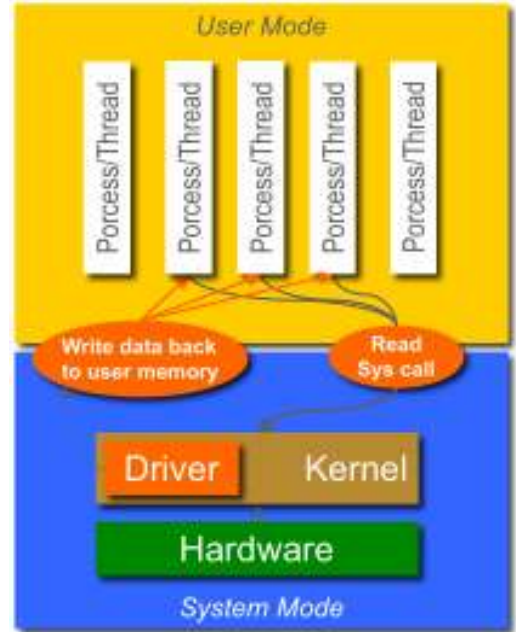 User Mode
Porcess/Thread
Porcess/Thread
Porcess/Thread
Porcess/Thread
Porcess/Thread
Write data back
to user memory
Read
Sys call
Driver
Kernel
Hardware
System Mode